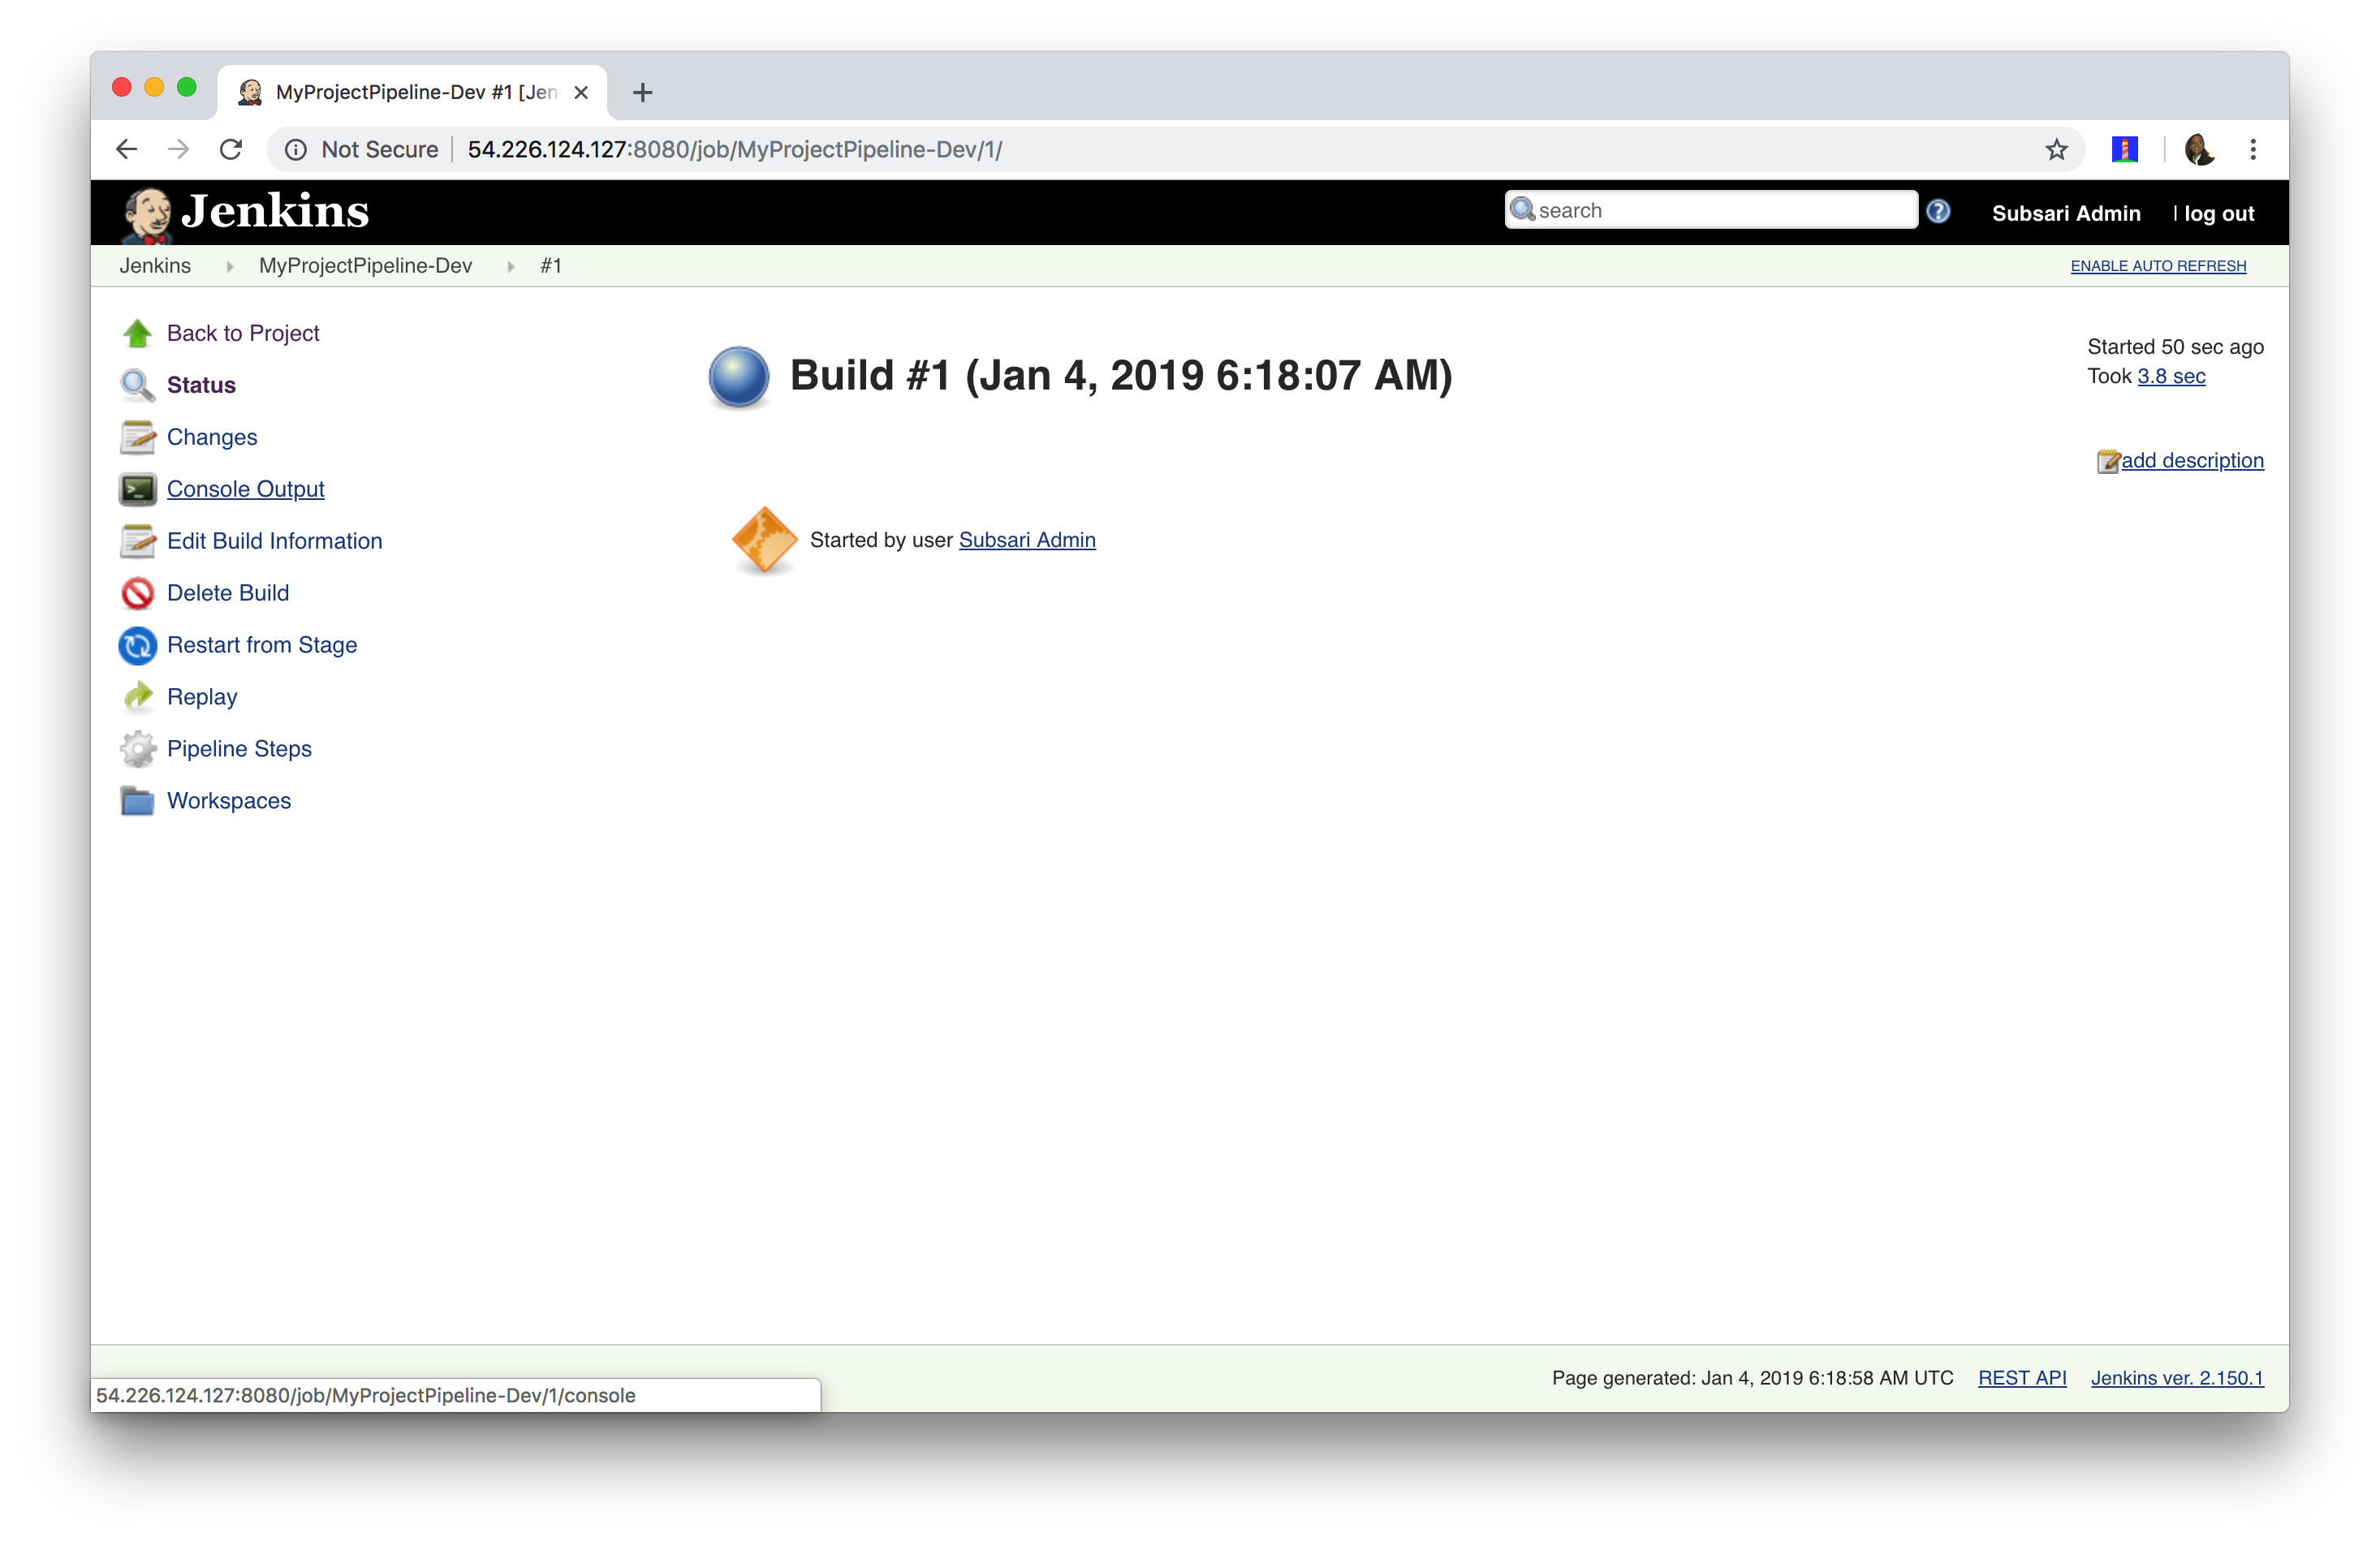 MyProjectPipeline-Dev #1 [Jen
Not Secure 54.226.124.127:8080/job/MyProjectPipeline-Dev/1/
Jenkins
search
Subsari Admin | log out
Jenkins MyProjectPipeline-Dev #1
ENABLE AUTO REFRESH
Back to Project
Status
Changes
Console Output
Edit Build Information
Delete Build
Restart from Stage
Replay
Pipeline Steps
Workspaces
Build #1 (Jan 4, 2019 6:18:07 AM)
Started 50 sec ago
Took 3.8 sec
add description
Started by user Subsari Admin
Page generated: Jan 4, 2019 6:18:58 AM UTC REST API Jenkins ver. 2.150.1
54.226.124.127:8080/job/MyProjectPipeline-Dev/1/console